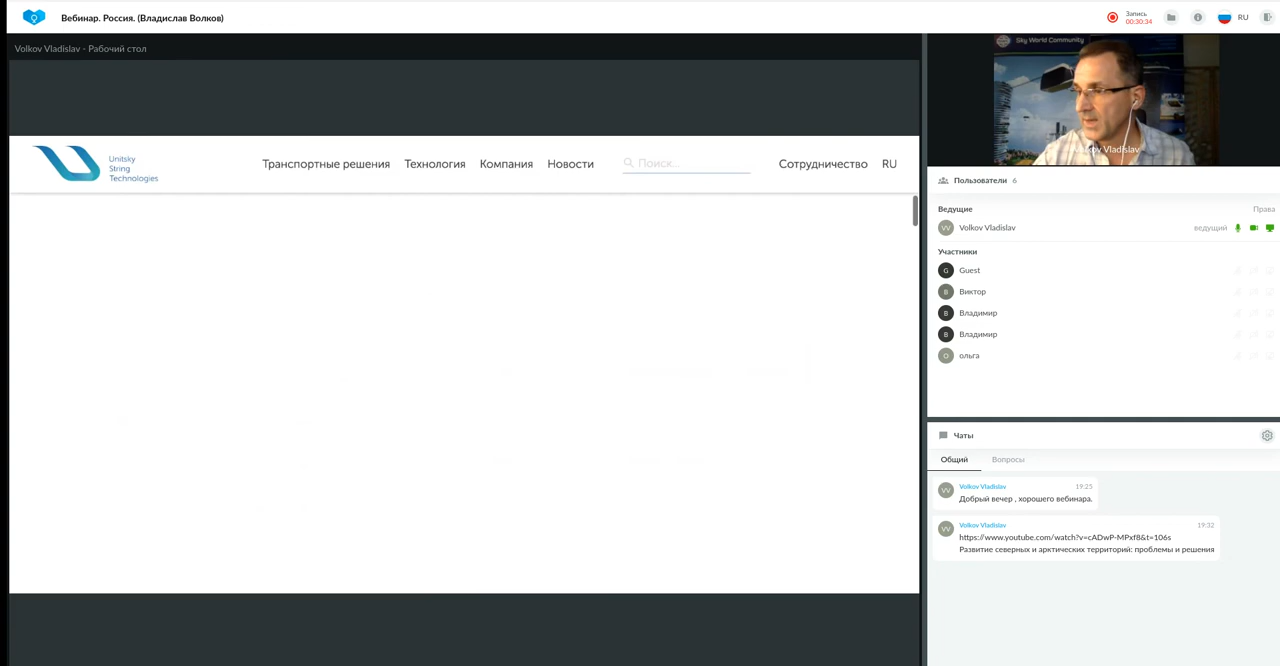 Вебинар. Россия. (Владислав Волков)
Запись
00:30:34
RU
Volkov Vladislav - Рабочий стол
Unitsky
String
Technologies
Транспортные решения Технология Компания Новости Поиск... Сотрудничество RU
Sky World Community
Volkov Vladislav
Пользователи 6
Ведущие Права
VV Volkov Vladislav ведущий
Участники
G Guest
В Виктор
В Владимир
В Владимир
О ольга
Чаты
Общий Вопросы
VV Volkov Vladislav 19:25
Добрый вечер , хорошего вебинара.
VV Volkov Vladislav 19:32
https://www.youtube.com/watch?v=cADwP-MPxf8&t=106s
Развитие северных и арктических территорий: проблемы и решения